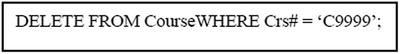 DELETE FROM CourseWHERE Crs# = ‘C9999’;